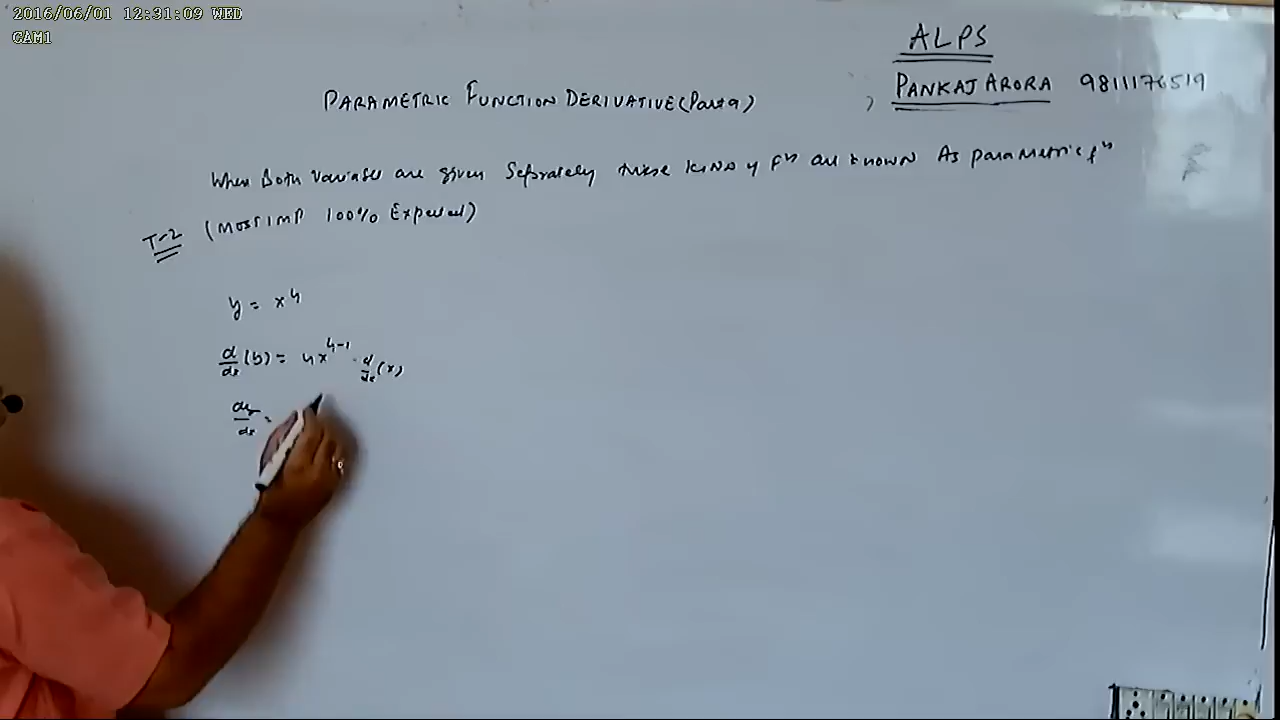 2016/06/01 12:31:09 WED
CAM1
ALPS
PARAMETRIC FUNCTION DERIVATIVE (Part 9) , PANKAJ ARORA 9811176519
When Both variables are given Seprately these kind of Fⁿ are known As parametric fⁿ
T-2 (MOST IMP 100% Expected)
y = x⁴
d/dx (y) = 4x⁴⁻¹ · d/dx (x)
dy/dx =